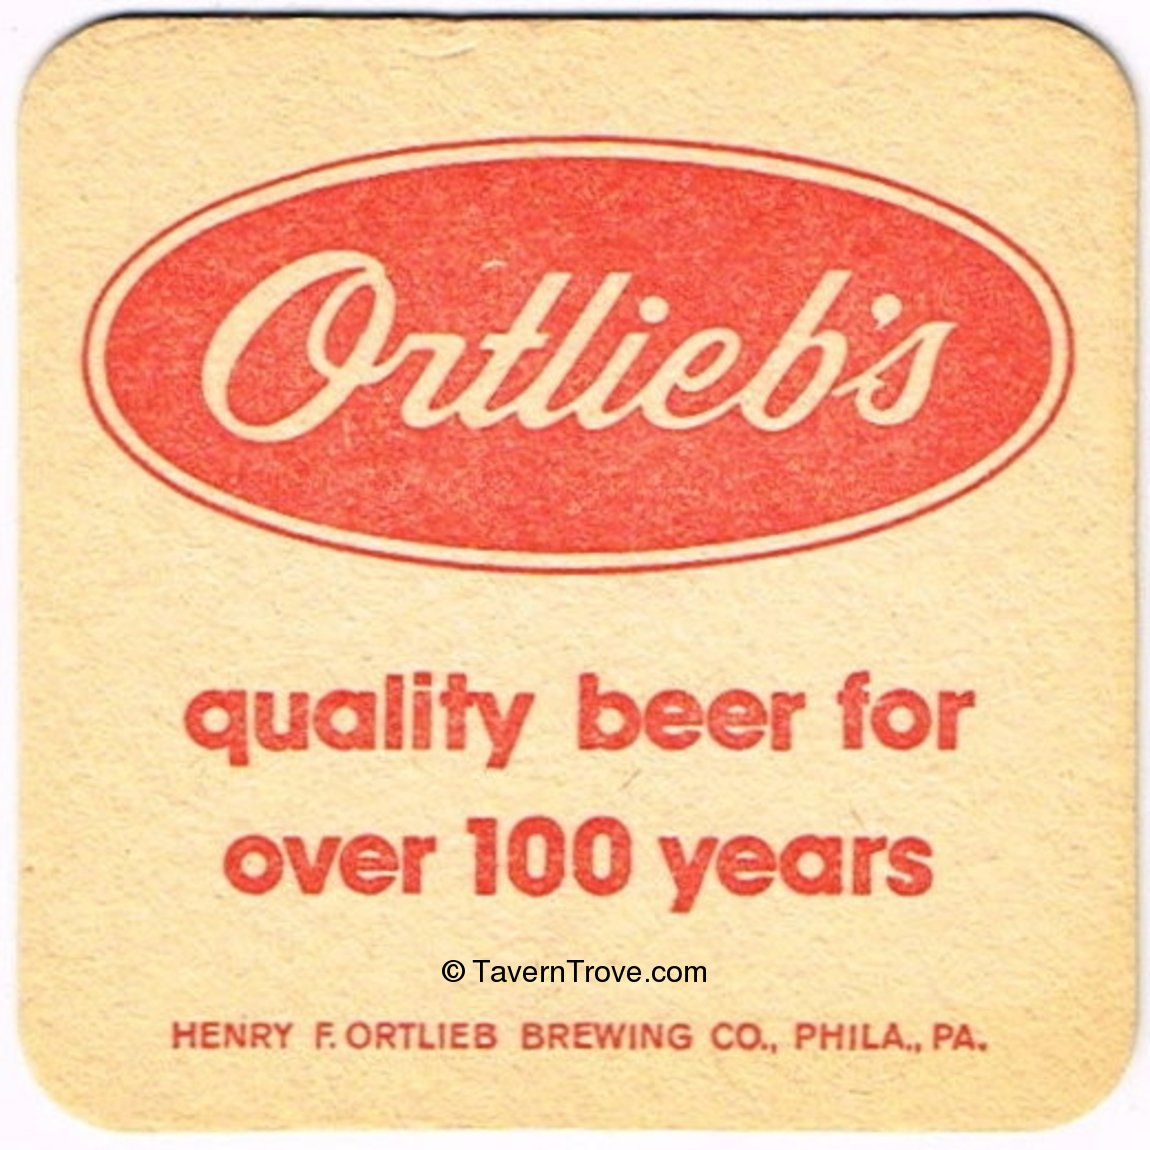 Ortlieb's
quality beer for
over 100 years
© TavernTrove.com
HENRY F. ORTLIEB BREWING CO., PHILA., PA.